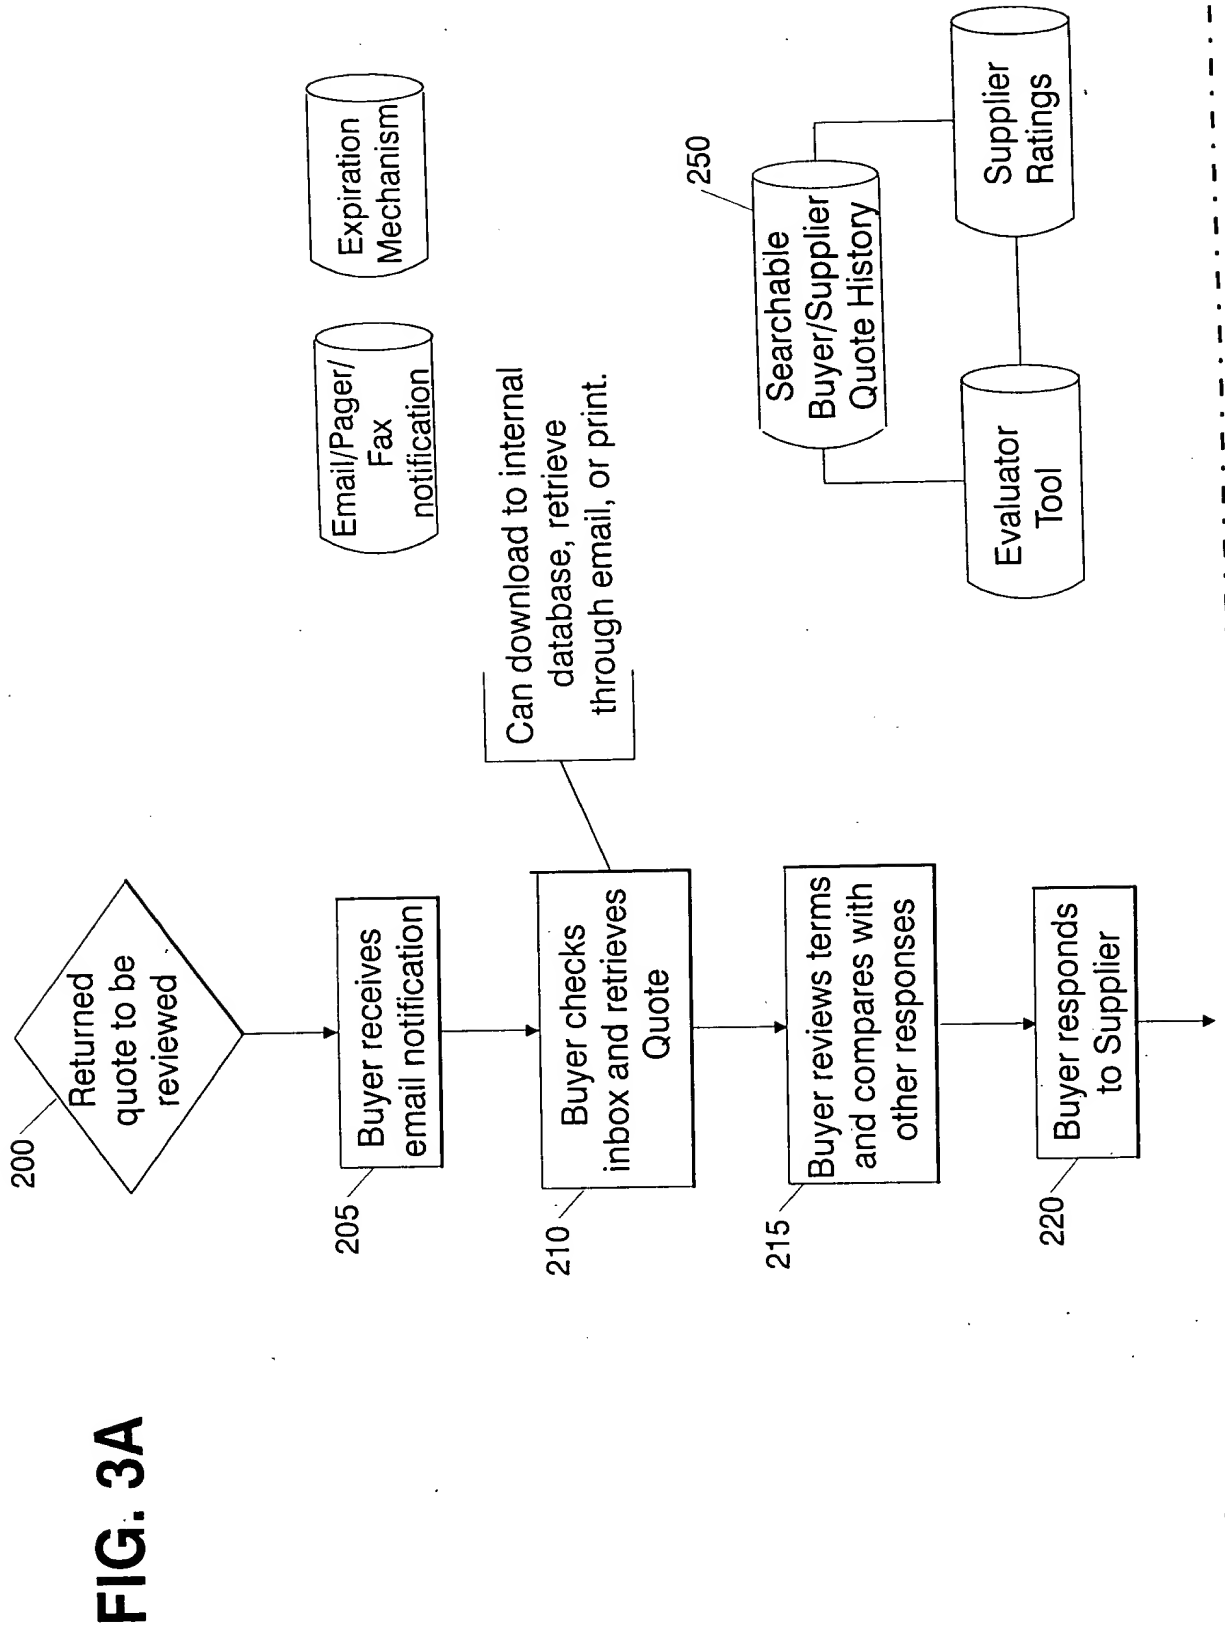 FIG. 3A
200
Returned
quote to be
reviewed
205
Buyer receives
email notification
Email/Pager/
Fax
notification
Expiration
Mechanism
210
Buyer checks
inbox and retrieves
Quote
Can download to internal
database, retrieve
through email, or print.
215
Buyer reviews terms
and compares with
other responses
250
Searchable
Buyer/Supplier
Quote History
220
Buyer responds
to Supplier
Evaluator
Tool
Supplier
Ratings